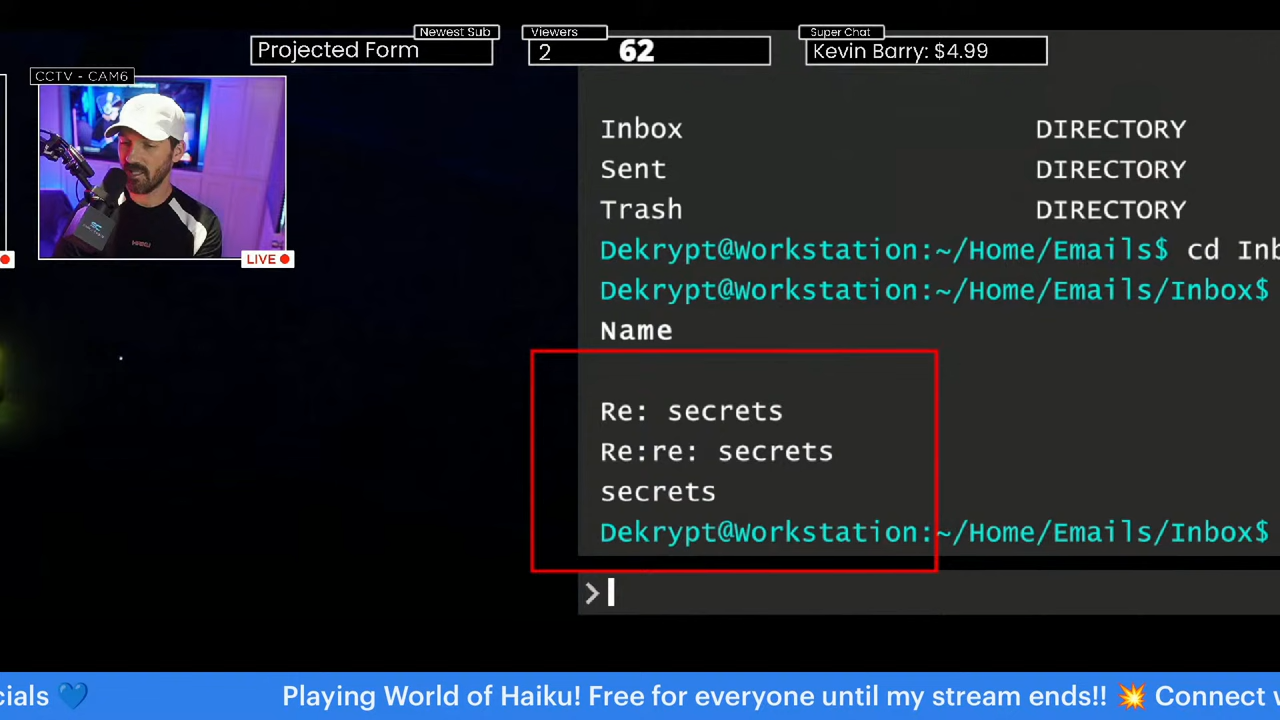 Newest Sub
Projected Form
Viewers
2
62
Super Chat
Kevin Barry: $4.99
CCTV - CAM6
LIVE
Inbox DIRECTORY
Sent DIRECTORY
Trash DIRECTORY
Dekrypt@Workstation:~/Home/Emails$ cd Inb
Dekrypt@Workstation:~/Home/Emails/Inbox$
Name
Re: secrets
Re:re: secrets
secrets
Dekrypt@Workstation:~/Home/Emails/Inbox$
>
cials 💙 Playing World of Haiku! Free for everyone until my stream ends!! 💥 Connect w